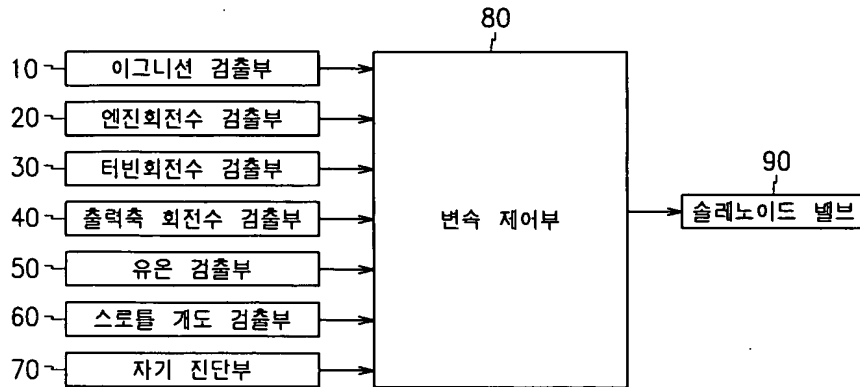 80
10 이그니션 검출부
20 엔진회전수 검출부
30 터빈회전수 검출부
90
40 출력축 회전수 검출부
변속 제어부
솔레노이드 밸브
50 유온 검출부
60 스로틀 개도 검출부
70 자기 진단부